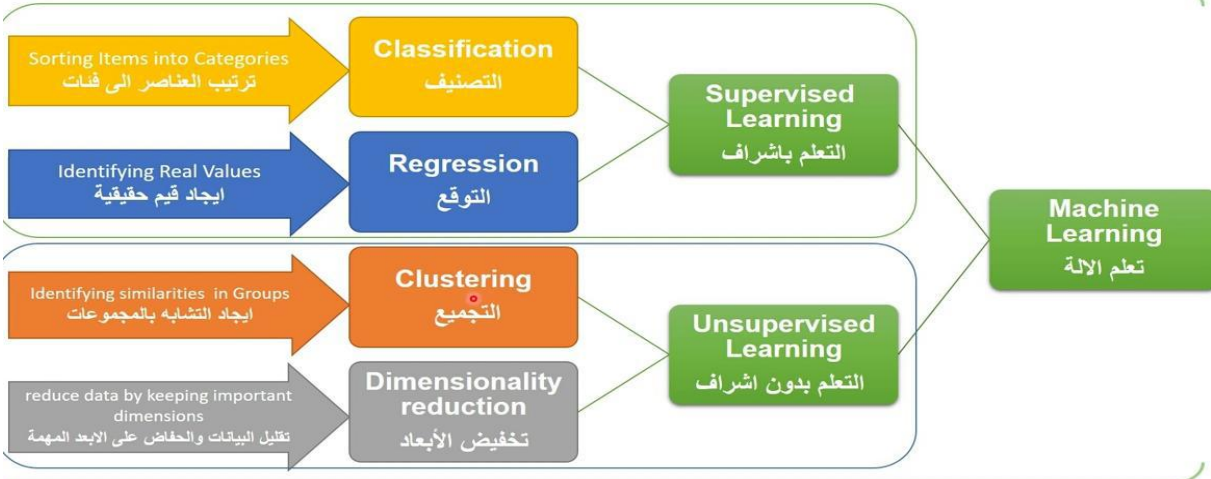 Sorting Items into Categories
ترتيب العناصر الى فئات
Classification
التصنيف
Identifying Real Values
ايجاد قيم حقيقية
Regression
التوقع
Supervised
Learning
التعلم باشراف
Identifying similarities in Groups
ايجاد التشابه بالمجموعات
Clustering
التجميع
reduce data by keeping important
dimensions
تقليل البيانات والحفاض على الابعد المهمة
Dimensionality
reduction
تخفيض الأبعاد
Unsupervised
Learning
التعلم بدون اشراف
Machine
Learning
تعلم الالة